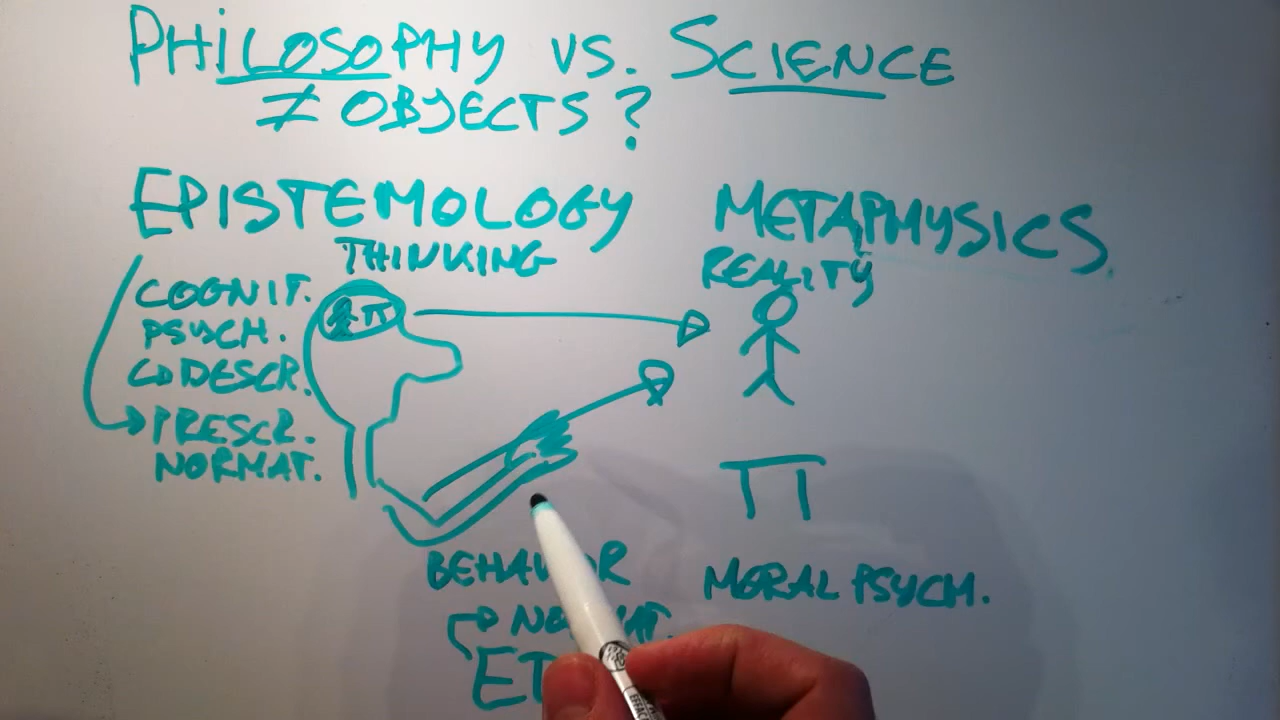 PHILOSOPHY VS. SCIENCE
≠ OBJECTS?
EPISTEMOLOGY
THINKING
COGNIT.
PSYCH.
DESCR.
PRESCR.
NORMAT.
METAPHYSICS
REALITY
BEHAVIOR
MORAL PSYCH.